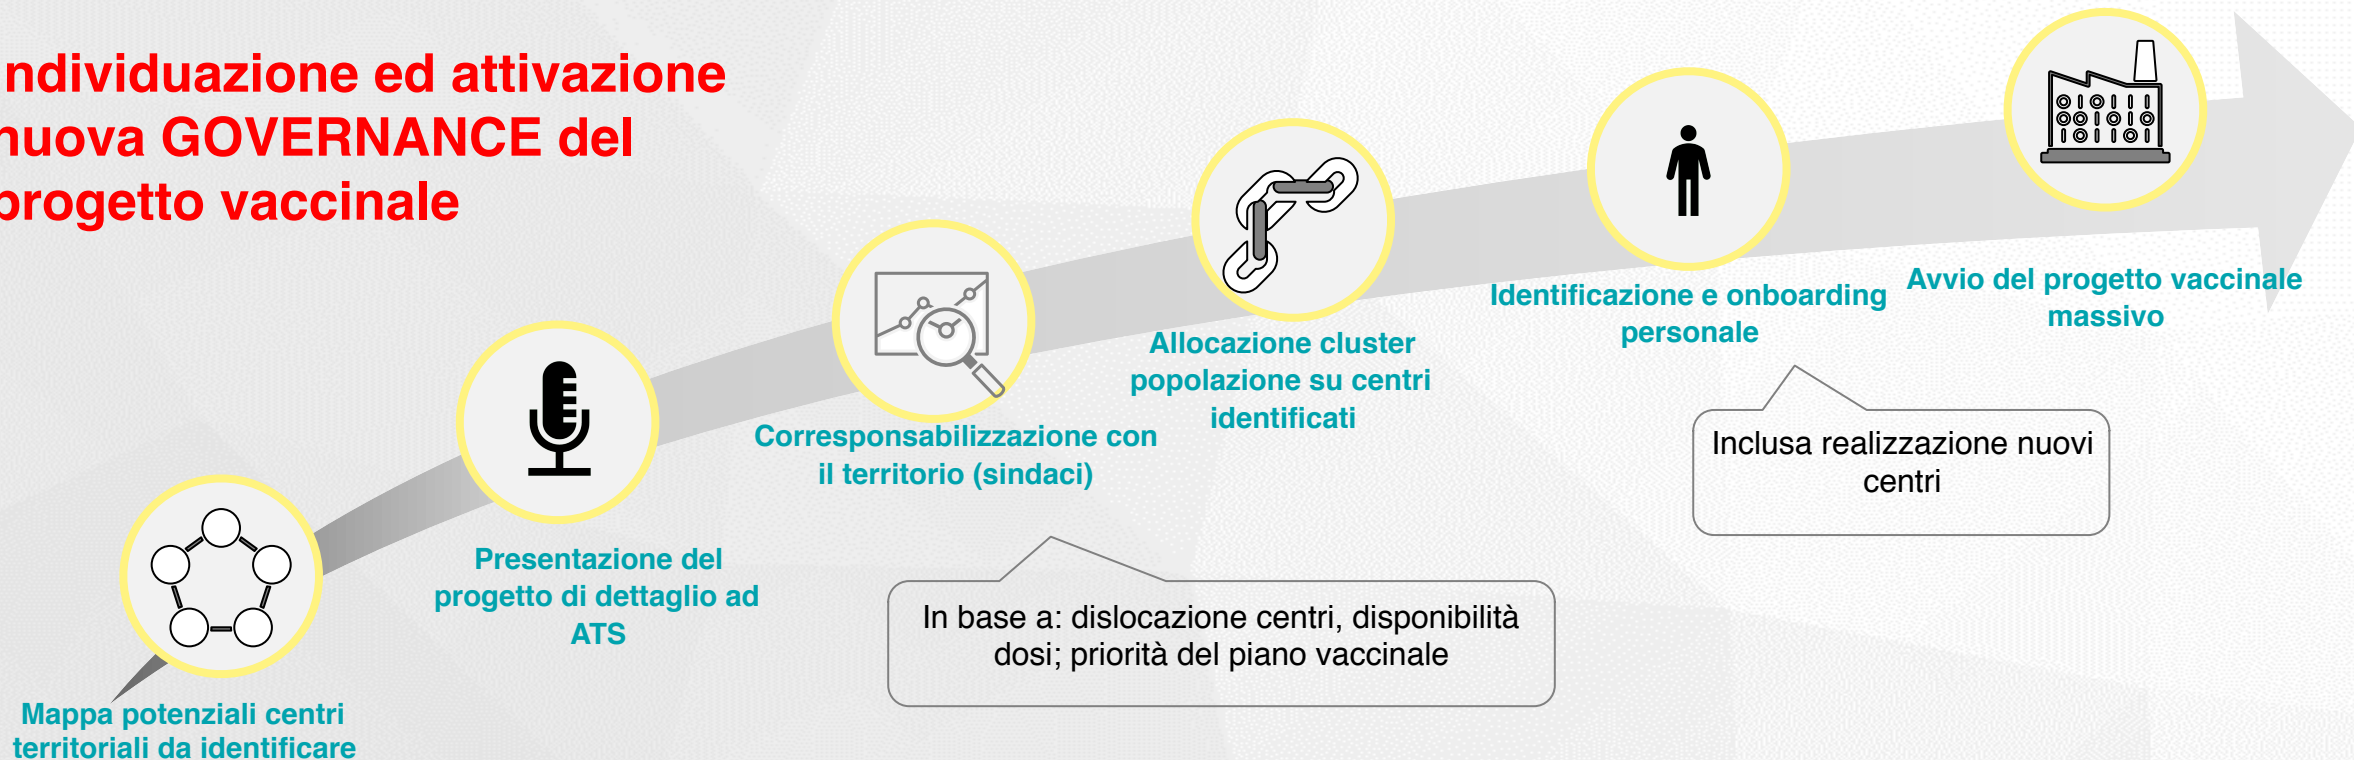 ndividuazione ed attivazione
nuova GOVERNANCE del
progetto vaccinale
Mappa potenziali centri
territoriali da identificare
Presentazione del
progetto di dettaglio ad
ATS
Corresponsabilizzazione con
il territorio (sindaci)
Allocazione cluster
popolazione su centri
identificati
In base a: dislocazione centri, disponibilità
dosi; priorità del piano vaccinale
Identificazione e onboarding
personale
Inclusa realizzazione nuovi
centri
Avvio del progetto vaccinale
massivo